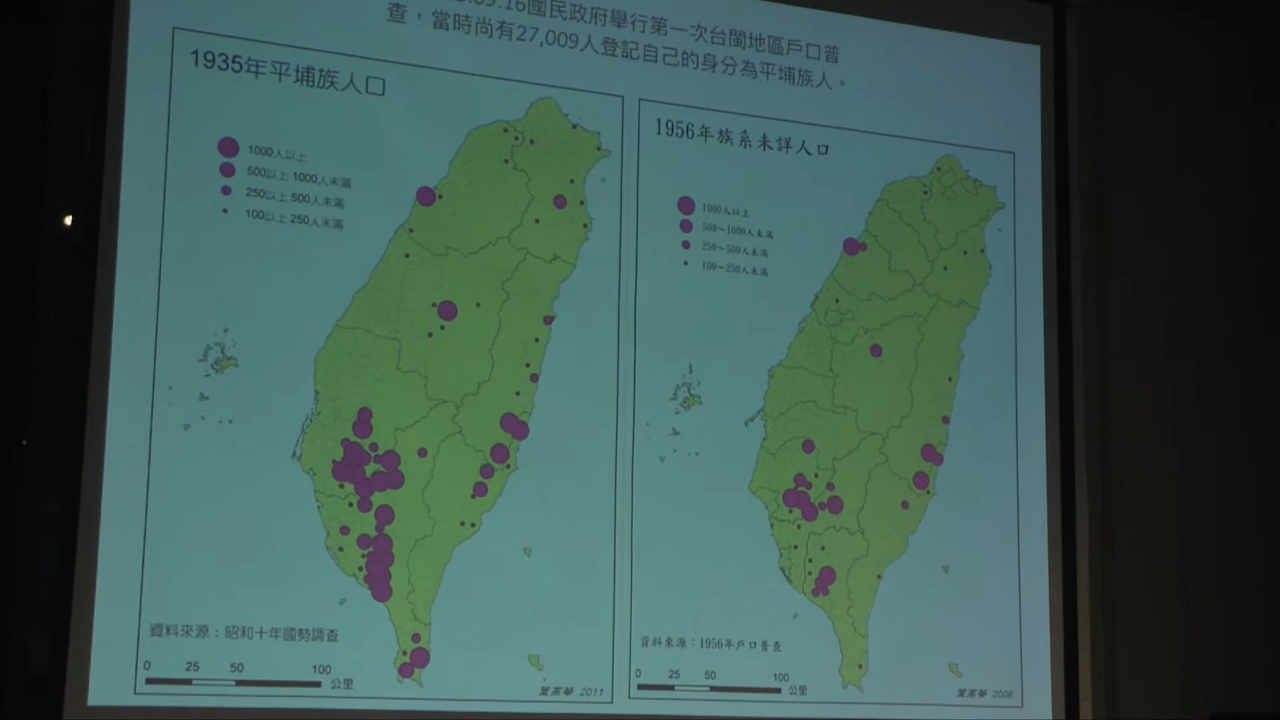 .09.16國民政府舉行第一次台閩地區戶口普
查，當時尚有27,009人登記自己的身分為平埔族人。
1935年平埔族人口
1000人以上
500以上 1000人未滿
250以上 500人未滿
100以上 250人未滿
資料來源：昭和十年國勢調查
0 25 50 100 公里
2011
1956年族系未詳人口
1000人以上
500~1000人未滿
250~500人未滿
100~250人未滿
資料來源：1956年戶口普查
0 25 50 100 公里
2006